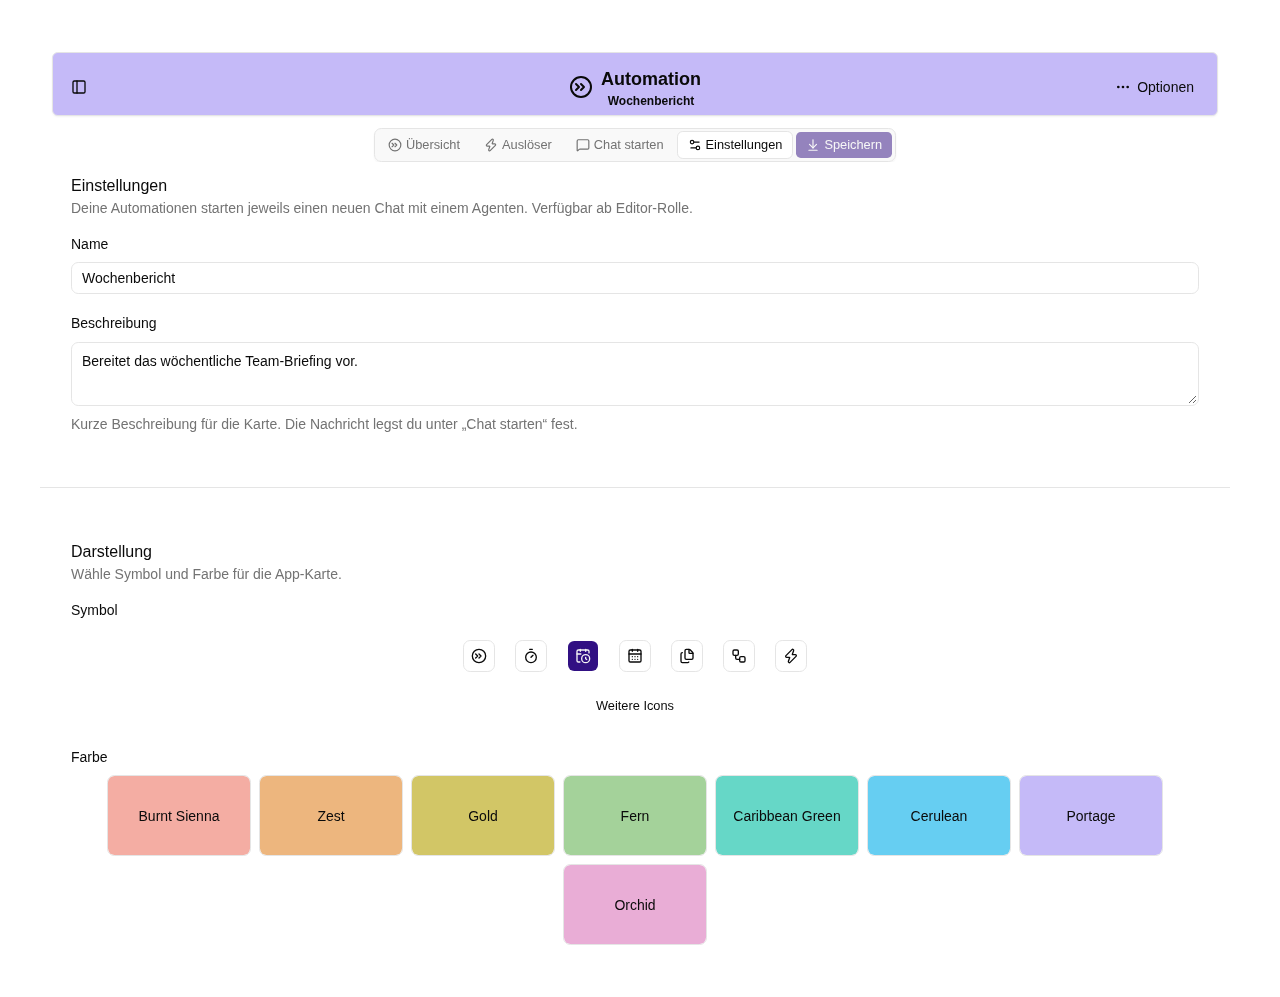 Automation
Wochenbericht
Optionen
Übersicht
Auslöser
Chat starten
Einstellungen
Speichern
Einstellungen
Deine Automationen starten jeweils einen neuen Chat mit einem Agenten. Verfügbar ab Editor-Rolle.
Name
Wochenbericht
Beschreibung
Bereitet das wöchentliche Team-Briefing vor.
Kurze Beschreibung für die Karte. Die Nachricht legst du unter „Chat starten“ fest.
Darstellung
Wähle Symbol und Farbe für die App-Karte.
Symbol
Weitere Icons
Farbe
Burnt Sienna
Zest
Gold
Fern
Caribbean Green
Cerulean
Portage
Orchid